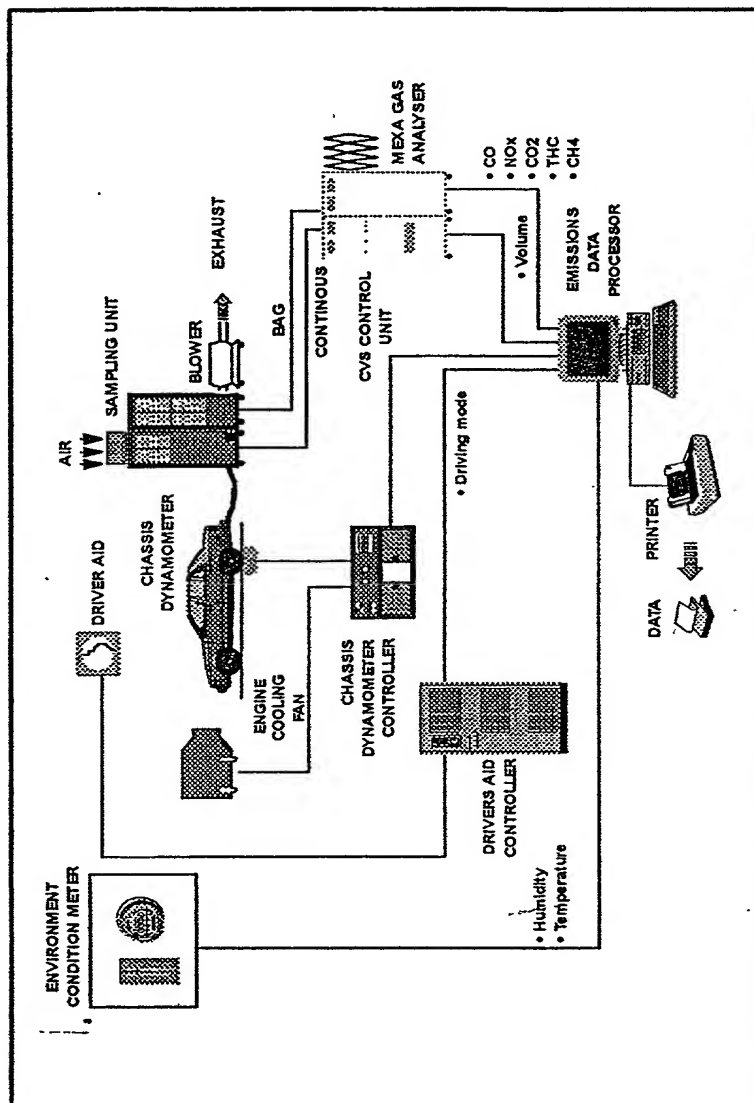 ENVIRONMENT
CONDITION METER
DRIVER AID
AIR
SAMPLING UNIT
CHASSIS
DYNAMOMETER
BLOWER
EXHAUST
ENGINE
COOLING
FAN
BAG
CONTINOUS
MEXA GAS
ANALYSER
CHASSIS
DYNAMOMETER
CONTROLLER
CVS CONTROL
UNIT
• CO
• NOx
• CO2
• THC
• CH4
DRIVERS AID
CONTROLLER
• Driving mode
• Volume
• Humidity
• Temperature
EMISSIONS
DATA
PROCESSOR
DATA
PRINTER